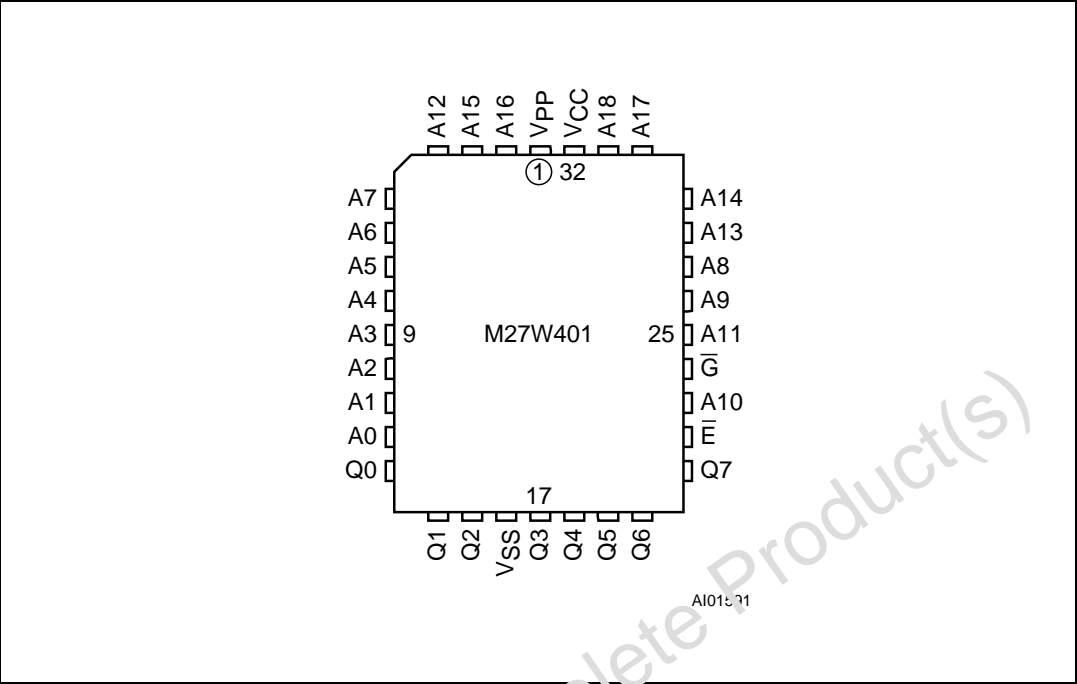 A12 A15 A16 VPP VCC A18 A17
1 32
A7 A14
A6 A13
A5 A8
A4 A9
A3 9 M27W401 25 A11
A2 G̅
A1 A10
A0 E̅
Q0 Q7
17
Q1 Q2 VSS Q3 Q4 Q5 Q6
Product(s)